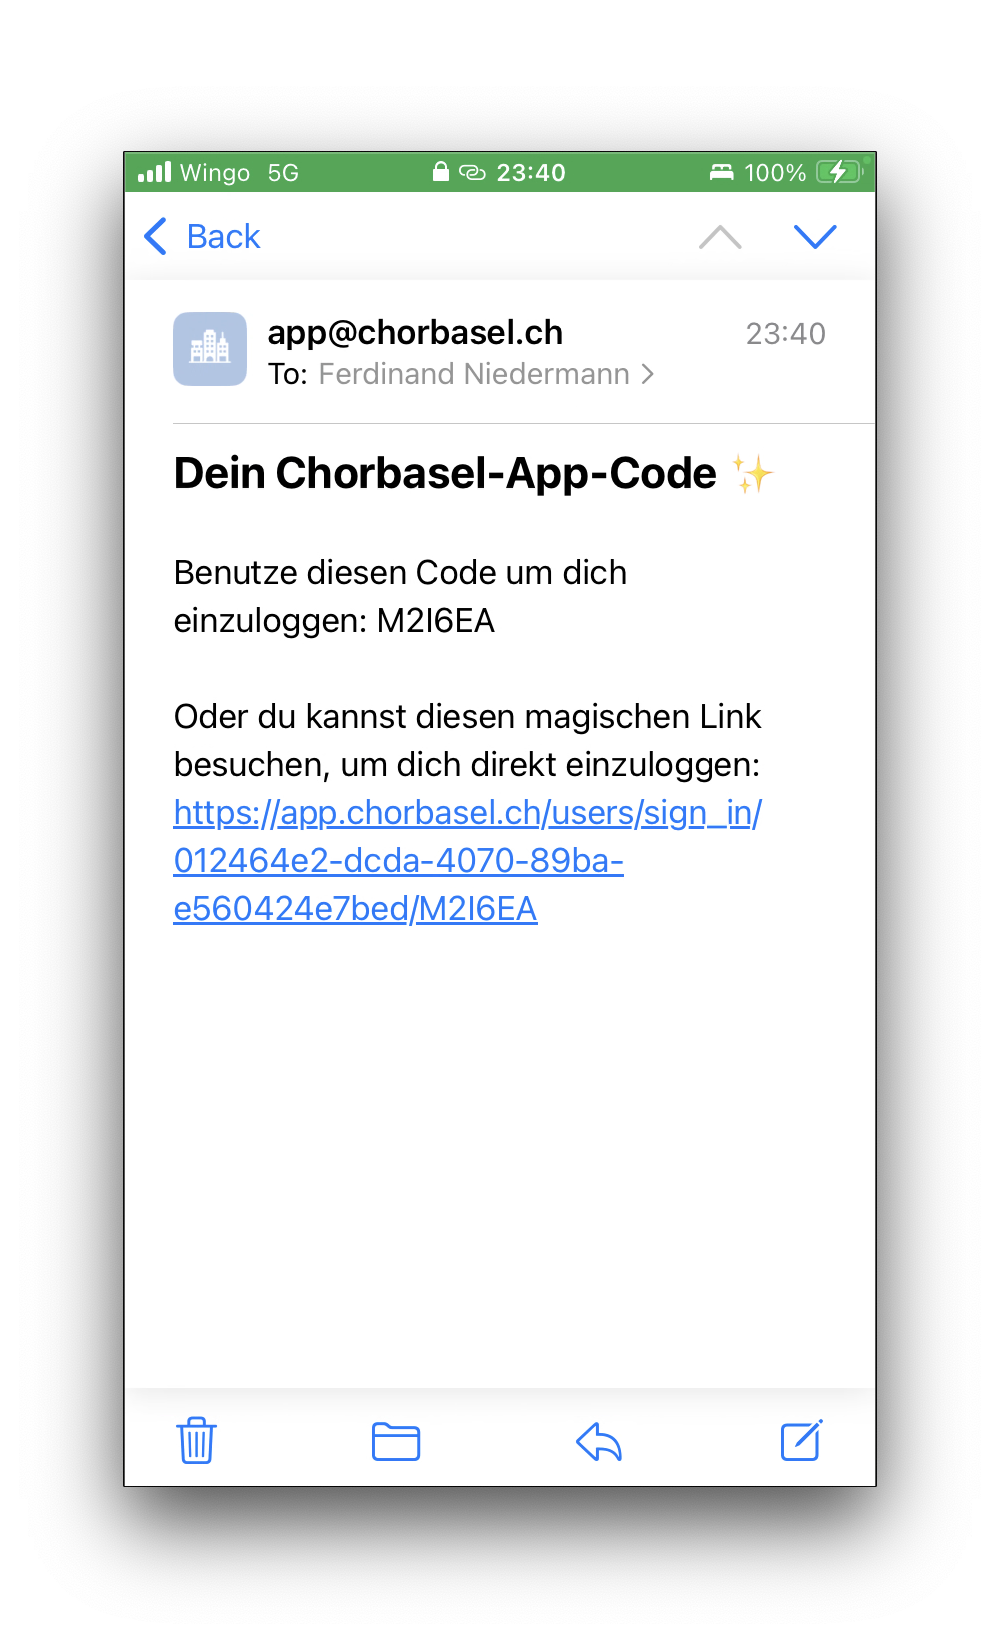 Wingo 5G 23:40 100%
Back
app@chorbasel.ch 23:40
To: Ferdinand Niedermann
Dein Chorbasel-App-Code ✨
Benutze diesen Code um dich
einzuloggen: M2I6EA
Oder du kannst diesen magischen Link
besuchen, um dich direkt einzuloggen:
https://app.chorbasel.ch/users/sign_in/
012464e2-dcda-4070-89ba-
e560424e7bed/M2I6EA